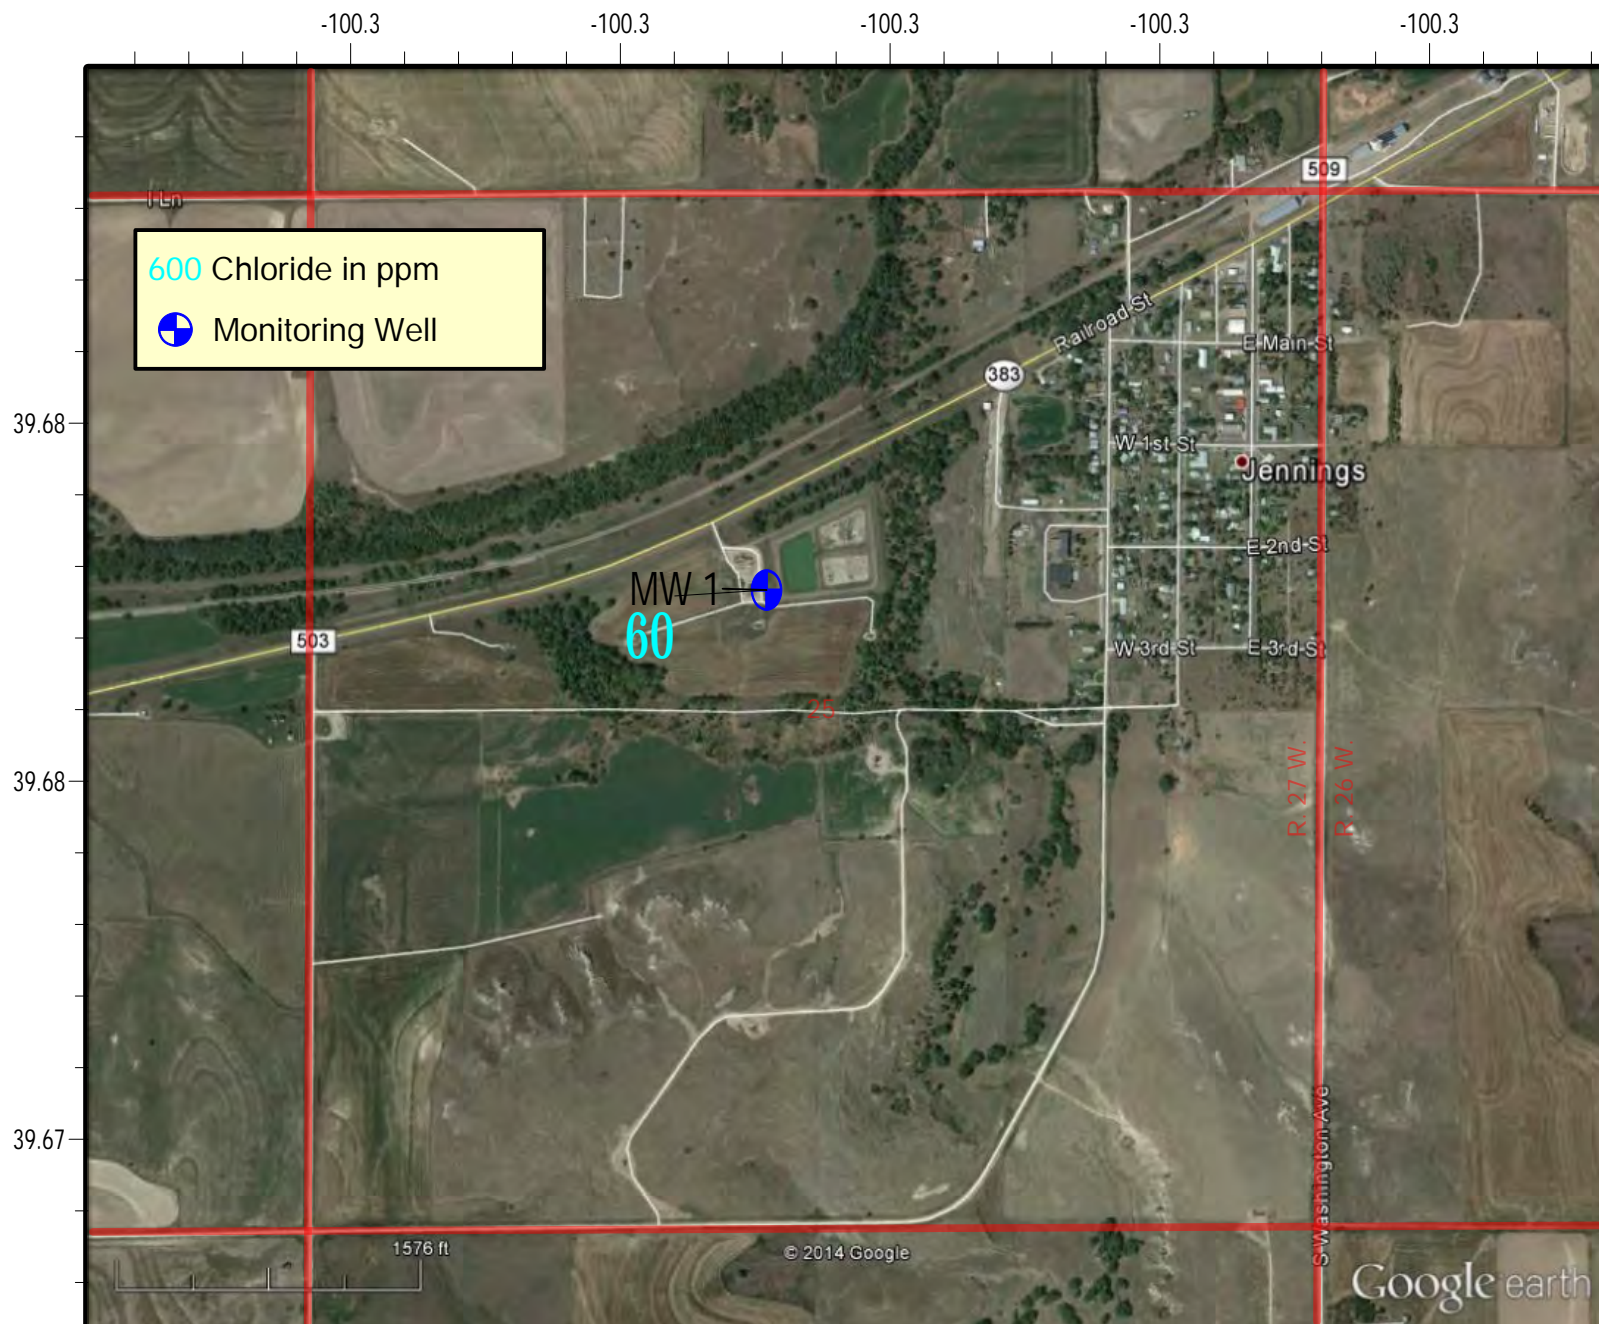 -100.3 -100.3 -100.3 -100.3 -100.3
509
I Ln
600 Chloride in ppm
Monitoring Well
Railroad St
E Main St
383
39.68
W 1st St
Jennings
E 2nd St
MW 1
60
503
W 3rd St E 3rd St
25
R. 27 W. R. 26 W.
39.68
39.67
S Washington Ave
1576 ft
© 2014 Google
Google earth